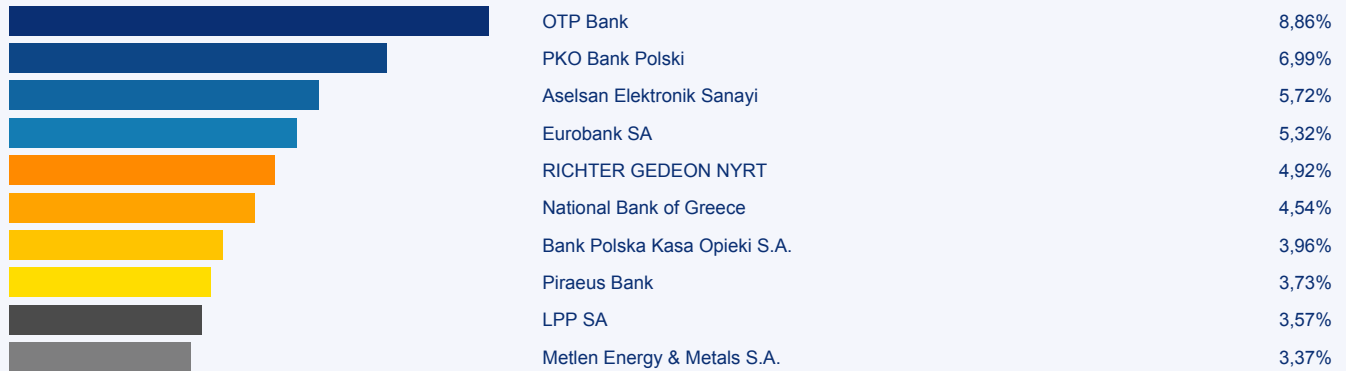 OTP Bank 8,86%
PKO Bank Polski 6,99%
Aselsan Elektronik Sanayi 5,72%
Eurobank SA 5,32%
RICHTER GEDEON NYRT 4,92%
National Bank of Greece 4,54%
Bank Polska Kasa Opieki S.A. 3,96%
Piraeus Bank 3,73%
LPP SA 3,57%
Metlen Energy & Metals S.A. 3,37%